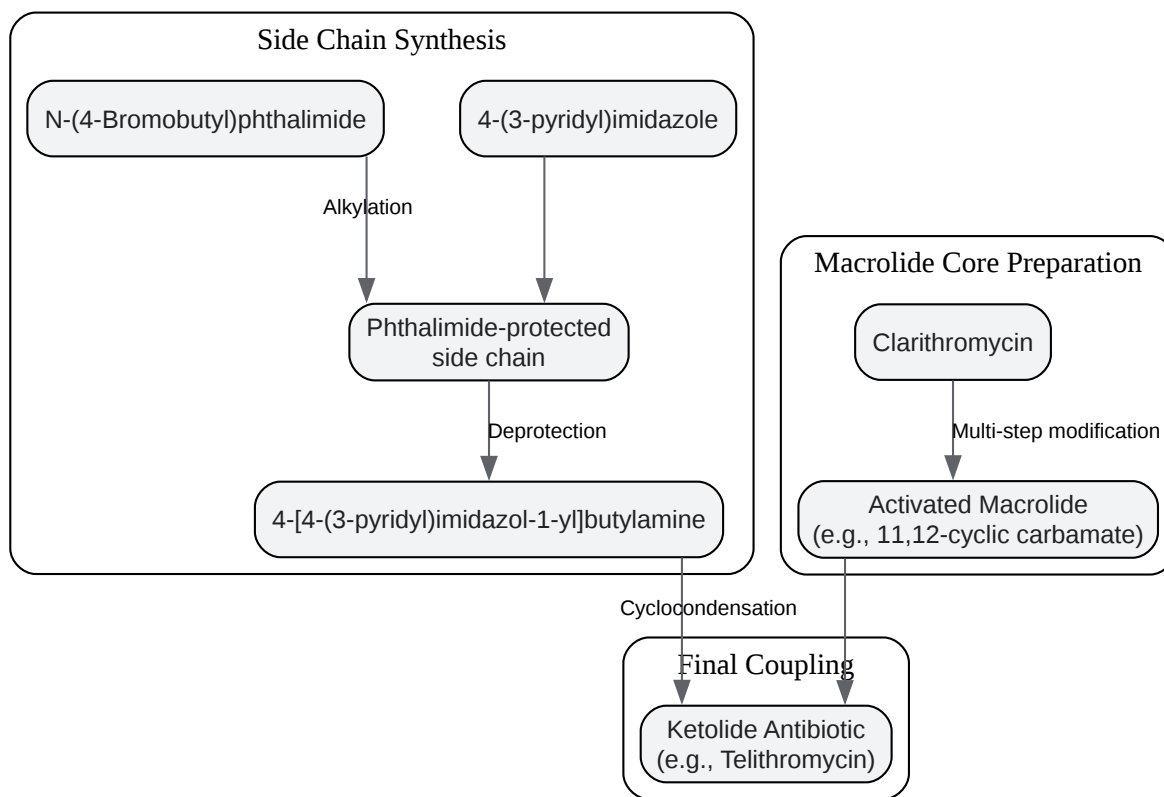 Side Chain Synthesis
N-(4-Bromobutyl)phthalimide
4-(3-pyridyl)imidazole
Alkylation
Phthalimide-protected
side chain
Deprotection
4-[4-(3-pyridyl)imidazol-1-yl]butylamine
Macrolide Core Preparation
Clarithromycin
Multi-step modification
Activated Macrolide
(e.g., 11,12-cyclic carbamate)
Cyclocondensation
Final Coupling
Ketolide Antibiotic
(e.g., Telithromycin)